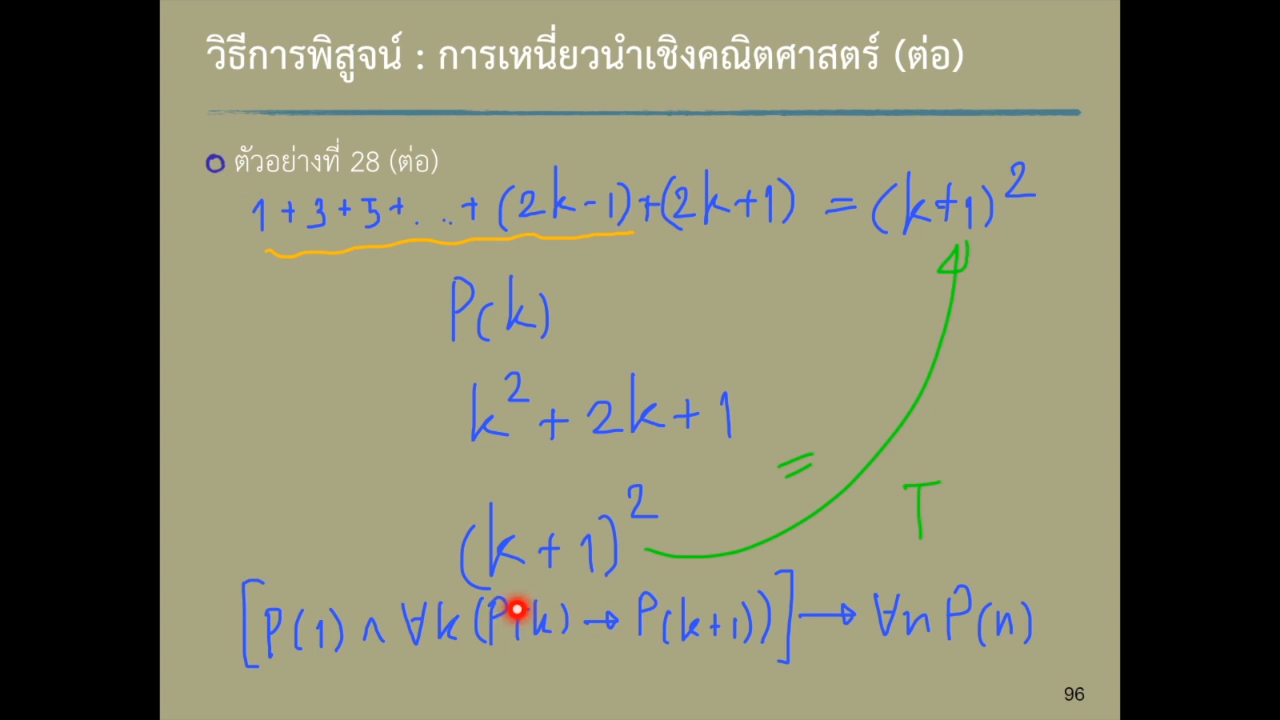 วิธีการพิสูจน์ : การเหนี่ยวนำเชิงคณิตศาสตร์ (ต่อ)
ตัวอย่างที่ 28 (ต่อ)
1 + 3 + 5 + . .. + (2k-1) + (2k+1) = (k+1)²
P(k)
k² + 2k + 1
=
T
(k + 1)²
[P(1) ∧ ∀k (P(k) → P(k+1))] → ∀n P(n)
96